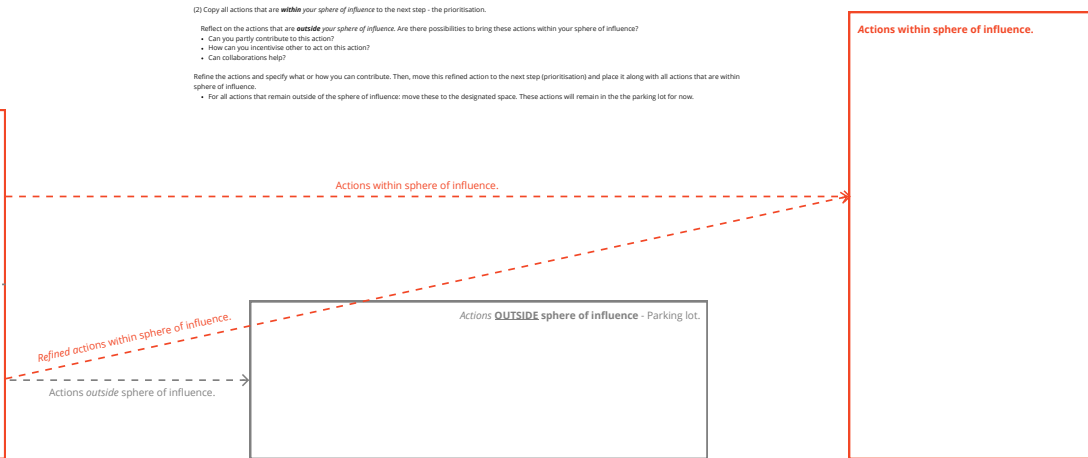 (2) Copy all actions that are within your sphere of influence to the next step - the prioritisation.
Reflect on the actions that are outside your sphere of influence. Are there possibilities to bring these actions within your sphere of influence?
• Can you partly contribute to this action?
• How can you incentivise other to act on this action?
• Can collaborations help?
Refine the actions and specify what or how you can contribute. Then, move this refined action to the next step (prioritisation) and place it along with all actions that are within
sphere of influence.
• For all actions that remain outside of the sphere of influence: move these to the designated space. These actions will remain in the the parking lot for now.
Actions within sphere of influence.
Actions within sphere of influence.
Refined actions within sphere of influence.
Actions OUTSIDE sphere of influence - Parking lot.
Actions outside sphere of influence.